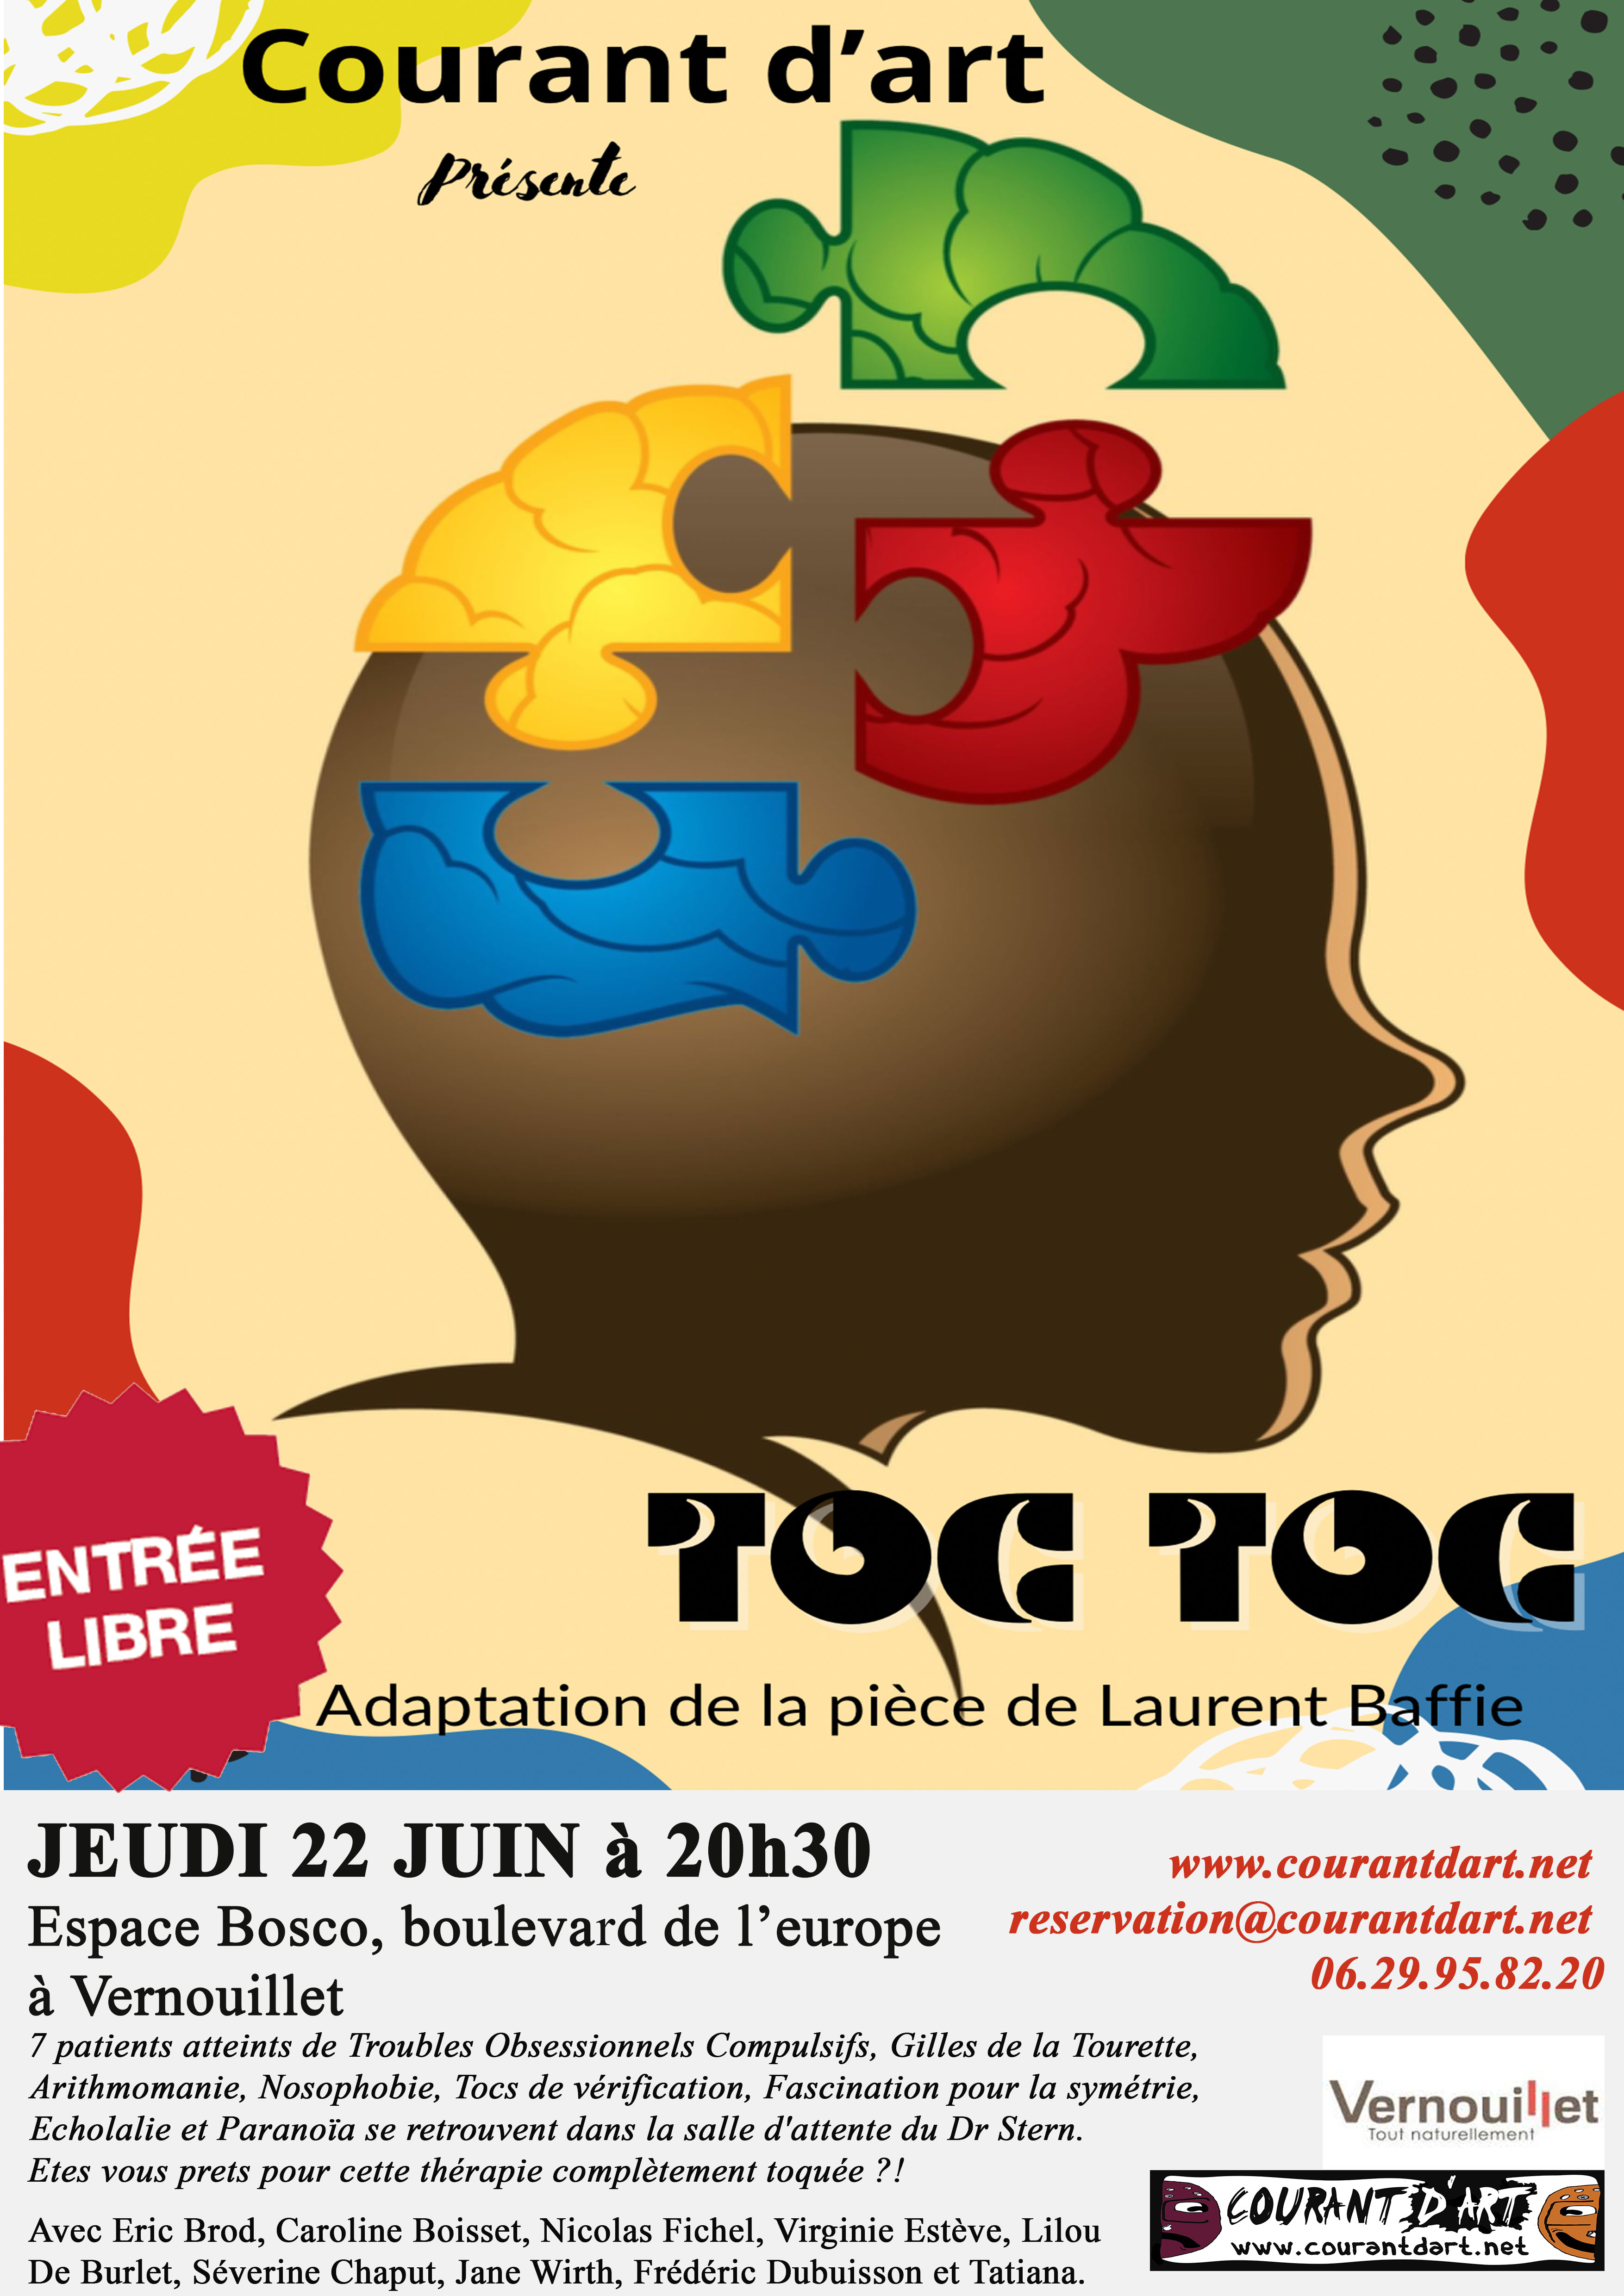 Courant d'art
Présente
TOC TOC
ENTRÉE
LIBRE
Adaptation de la pièce de Laurent Baffie
JEUDI 22 JUIN à 20h30
Espace Bosco, boulevard de l'europe
à Vernouillet
www.courantdart.net
reservation@courantdart.net
06.29.95.82.20
7 patients atteints de Troubles Obsessionnels Compulsifs, Gilles de la Tourette,
Arithmomanie, Nosophobie, Tocs de vérification, Fascination pour la symétrie,
Echolalie et Paranoïa se retrouvent dans la salle d'attente du Dr Stern.
Etes vous prets pour cette thérapie complètement toquée ?!
Avec Eric Brod, Caroline Boisset, Nicolas Fichel, Virginie Estève, Lilou
De Burlet, Séverine Chaput, Jane Wirth, Frédéric Dubuisson et Tatiana.
Vernouillet
Tout naturellement
COURANT D'ART
www.courantdart.net